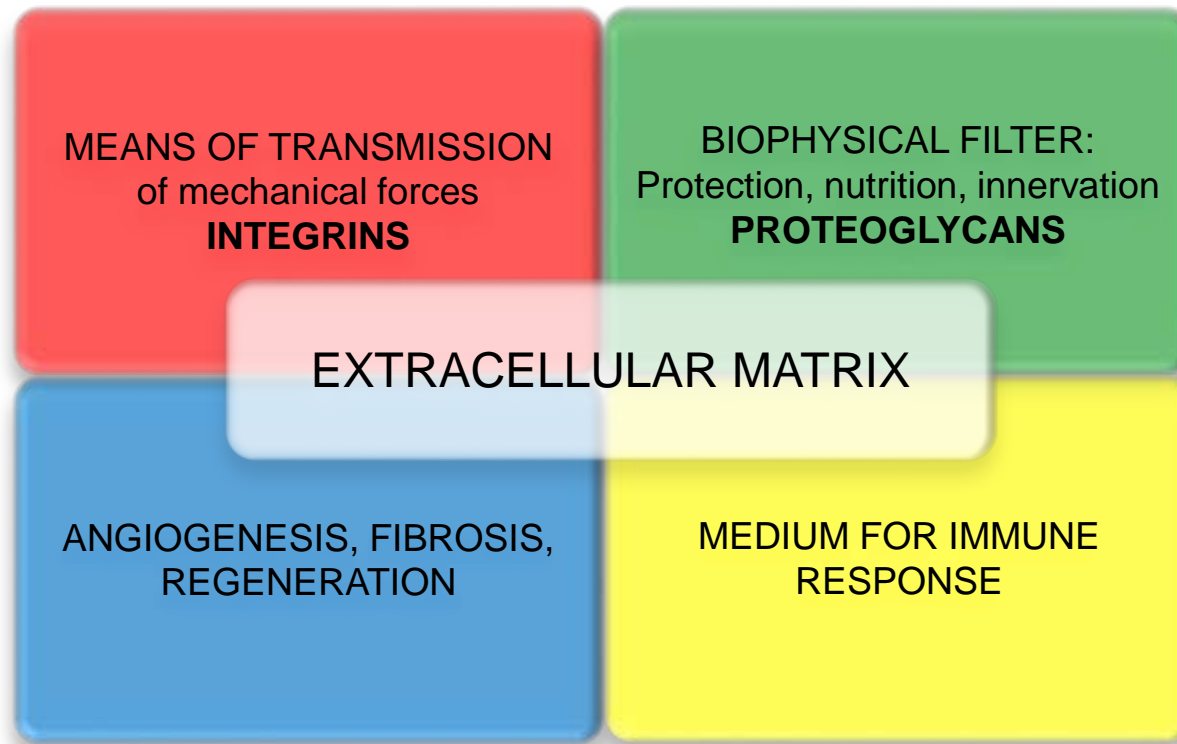 MEANS OF TRANSMISSION
of mechanical forces
INTEGRINS
BIOPHYSICAL FILTER:
Protection, nutrition, innervation
PROTEOGLYCANS
EXTRACELLULAR MATRIX
ANGIOGENESIS, FIBROSIS,
REGENERATION
MEDIUM FOR IMMUNE
RESPONSE